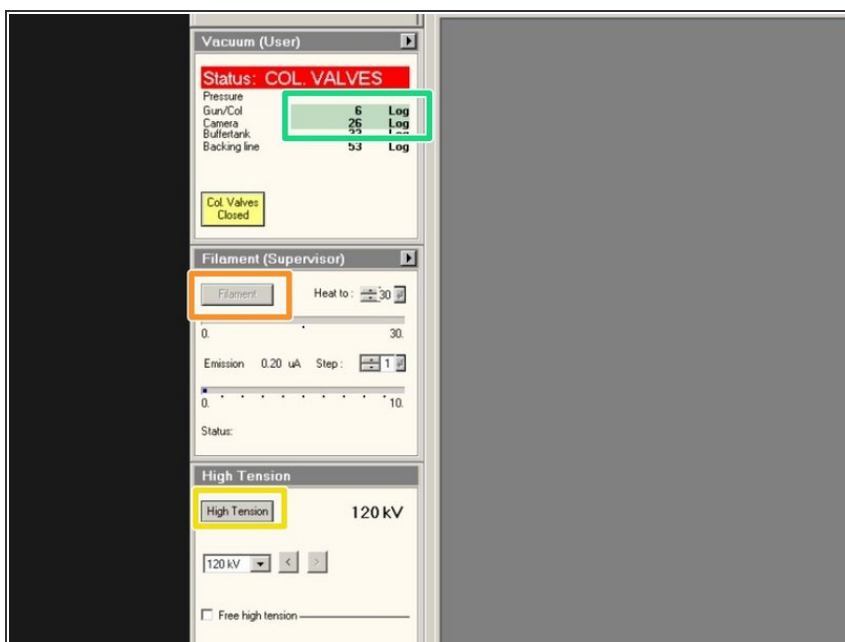 Vacuum (User)
Status: COL. VALVES
Pressure
Gun/Col 6 Log
Camera 26 Log
Buffertank Log
Backing line 53 Log
Col. Valves
Closed
Filament (Supervisor)
Filament Heat to: 30
0. 30.
Emission 0.20 uA Step: 1
0. 10.
Status:
High Tension
High Tension 120 kV
120 kV < >
Free high tension